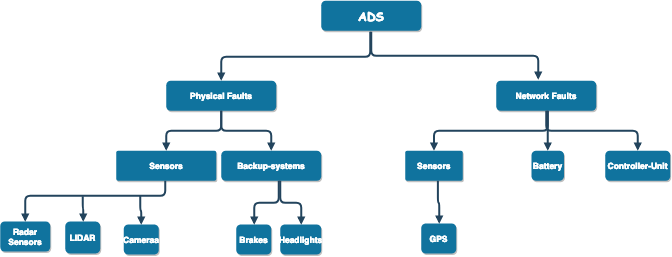 ADS
Physical Faults
Network Faults
Sensors
Backup-systems
Sensors
Battery
Controller-Unit
Radar
Sensors
LIDAR
Cameras
Brakes
Headlights
GPS